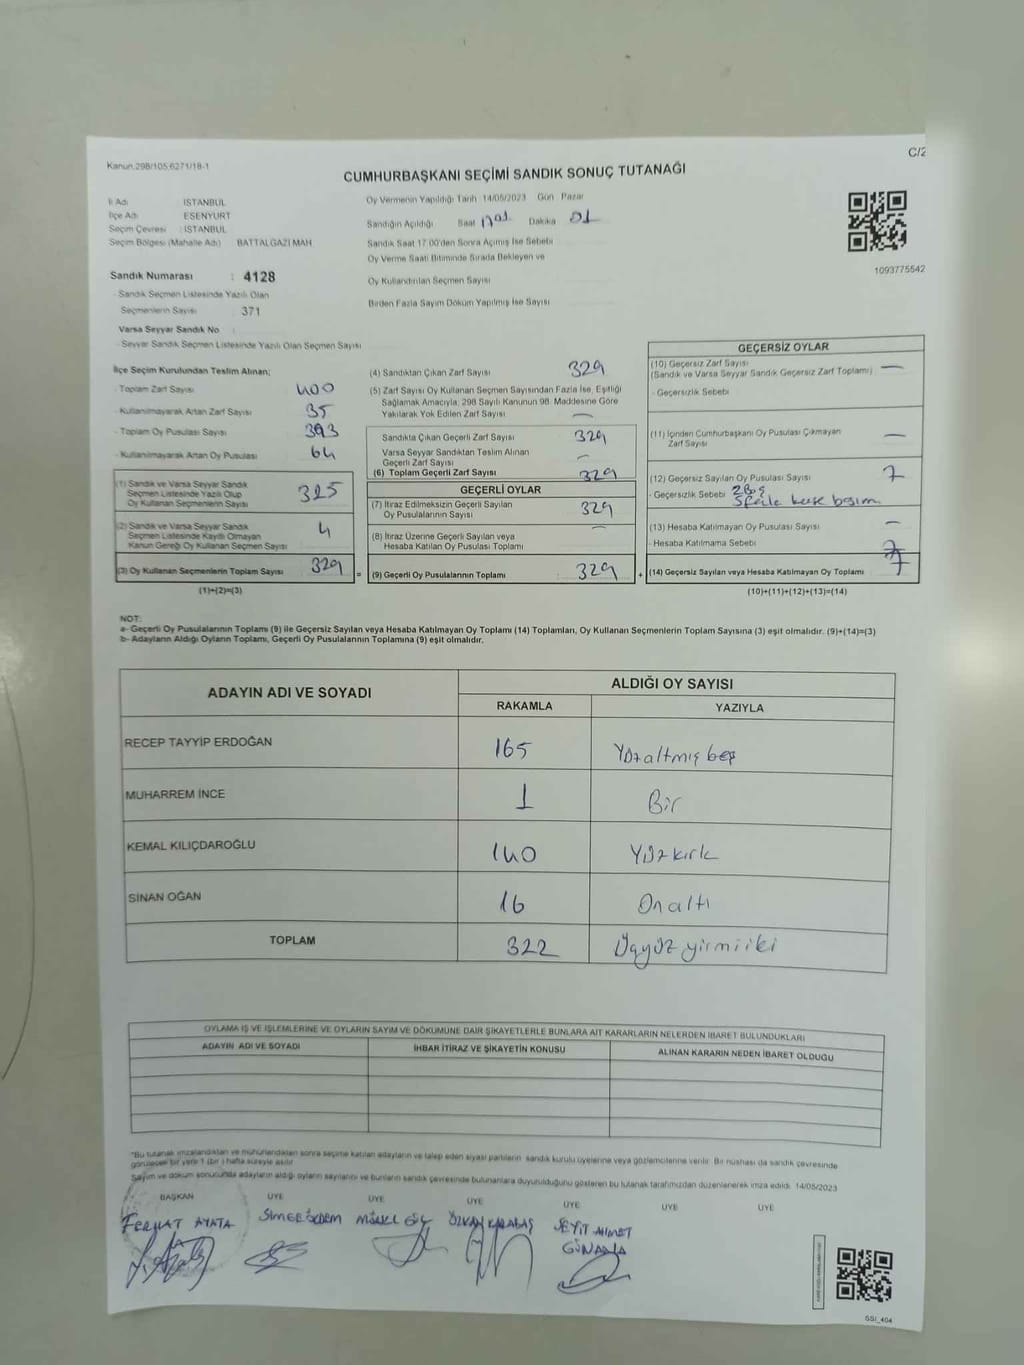 Kanun.298/105,6271/18-1
C/2
CUMHURBAŞKANI SEÇİMİ SANDIK SONUÇ TUTANAĞI
İl Adı : İSTANBUL
İlçe Adı : ESENYURT
Seçim Çevresi : İSTANBUL
Seçim Bölgesi (Mahalle Adı) BATTALGAZİ MAH
Sandık Numarası : 4128
- Sandık Seçmen Listesinde Yazılı Olan
Seçmenlerin Sayısı : 371
Varsa Seyyar Sandık No
- Seyyar Sandık Seçmen Listesinde Yazılı Olan Seçmen Sayısı
Oy Vermenin Yapıldığı Tarih 14/05/2023 Gün Pazar
Sandığın Açıldığı Saat Dakika 01
Sandık Saat 17.00'den Sonra Açılmış İse Sebebi
Oy Verme Saati Bitiminde Sırada Bekleyen ve
Oy Kullandırılan Seçmen Sayısı
Birden Fazla Sayım Döküm Yapılmış İse Sayısı
1093775542
İlçe Seçim Kurulundan Teslim Alınan;
- Toplam Zarf Sayısı 400
- Kullanılmayarak Artan Zarf Sayısı 35
- Toplam Oy Pusulası Sayısı 393
- Kullanılmayarak Artan Oy Pusulası 64
(1) Sandık ve Varsa Seyyar Sandık
Seçmen Listesinde Yazılı Olup
Oy Kullanan Seçmenlerin Sayısı 325
(2) Sandık ve Varsa Seyyar Sandık
Seçmen Listesinde Kayıtlı Olmayan
Kanun Gereği Oy Kullanan Seçmen Sayısı 4
(3) Oy Kullanan Seçmenlerin Toplam Sayısı 329 =
(1)+(2)=(3)
(4) Sandıktan Çıkan Zarf Sayısı 329
(5) Zarf Sayısı Oy Kullanan Seçmen Sayısından Fazla İse, Eşitliği
Sağlamak Amacıyla; 298 Sayılı Kanunun 98. Maddesine Göre
Yakılarak Yok Edilen Zarf Sayısı —
Sandıkta Çıkan Geçerli Zarf Sayısı 329
Varsa Seyyar Sandıktan Teslim Alınan
Geçerli Zarf Sayısı —
(6) Toplam Geçerli Zarf Sayısı 329
GEÇERLİ OYLAR
(7) İtiraz Edilmeksizin Geçerli Sayılan
Oy Pusulalarının Sayısı 329
(8) İtiraz Üzerine Geçerli Sayılan veya
Hesaba Katılan Oy Pusulası Toplamı —
(9) Geçerli Oy Pusulalarının Toplamı 329 +
GEÇERSİZ OYLAR
(10) Geçersiz Zarf Sayısı
(Sandık ve Varsa Seyyar Sandık Geçersiz Zarf Toplamı) —
- Geçersizlik Sebebi
(11) İçinden Cumhurbaşkanı Oy Pusulası Çıkmayan
Zarf Sayısı —
(12) Geçersiz Sayılan Oy Pusulası Sayısı 7
- Geçersizlik Sebebi 2 Boş
(13) Hesaba Katılmayan Oy Pusulası Sayısı —
- Hesaba Katılmama Sebebi
(14) Geçersiz Sayılan veya Hesaba Katılmayan Oy Toplamı 7
(10)+(11)+(12)+(13)=(14)
NOT:
a- Geçerli Oy Pusulalarının Toplamı (9) ile Geçersiz Sayılan veya Hesaba Katılmayan Oy Toplamı (14) Toplamları, Oy Kullanan Seçmenlerin Toplam Sayısına (3) eşit olmalıdır. (9)+(14)=(3)
b- Adayların Aldığı Oyların Toplamı, Geçerli Oy Pusulalarının Toplamına (9) eşit olmalıdır.
ADAYIN ADI VE SOYADI ALDIĞI OY SAYISI
RAKAMLA YAZIYLA
RECEP TAYYİP ERDOĞAN 165 Yüzaltmış beş
MUHARREM İNCE 1 Bir
KEMAL KILIÇDAROĞLU 140 Yüzkırk
SİNAN OĞAN 16 Onaltı
TOPLAM 322 Üçyüz yirmiiki
OYLAMA İŞ VE İŞLEMLERİNE VE OYLARIN SAYIM VE DÖKÜMÜNE DAİR ŞİKAYETLERLE BUNLARA AİT KARARLARIN NELERDEN İBARET BULUNDUKLARI
ADAYIN ADI VE SOYADI İHBAR İTİRAZ VE ŞİKAYETİN KONUSU ALINAN KARARIN NEDEN İBARET OLDUĞU
*Bu tutanak imzalandıktan ve mühürlendikten sonra seçime katılan adayların ve talep eden siyasi partilerin sandık kurulu üyelerine veya gözlemcilerine verilir. Bir nüshası da sandık çevresinde
görülecek bir yere 1 (bir) hafta süreyle asılır.
Sayım ve döküm sonucunda adayların aldığı oyların sayılarını ve bunların sandık çevresinde bulunanlara duyurulduğunu gösteren bu tutanak tarafımızdan düzenlenerek imza edildi. 14/05/2023
BAŞKAN ÜYE ÜYE ÜYE ÜYE ÜYE ÜYE
FERHAT AYATA ÖZKAN KARABAŞ SEYİT AHMET
SSİ_404